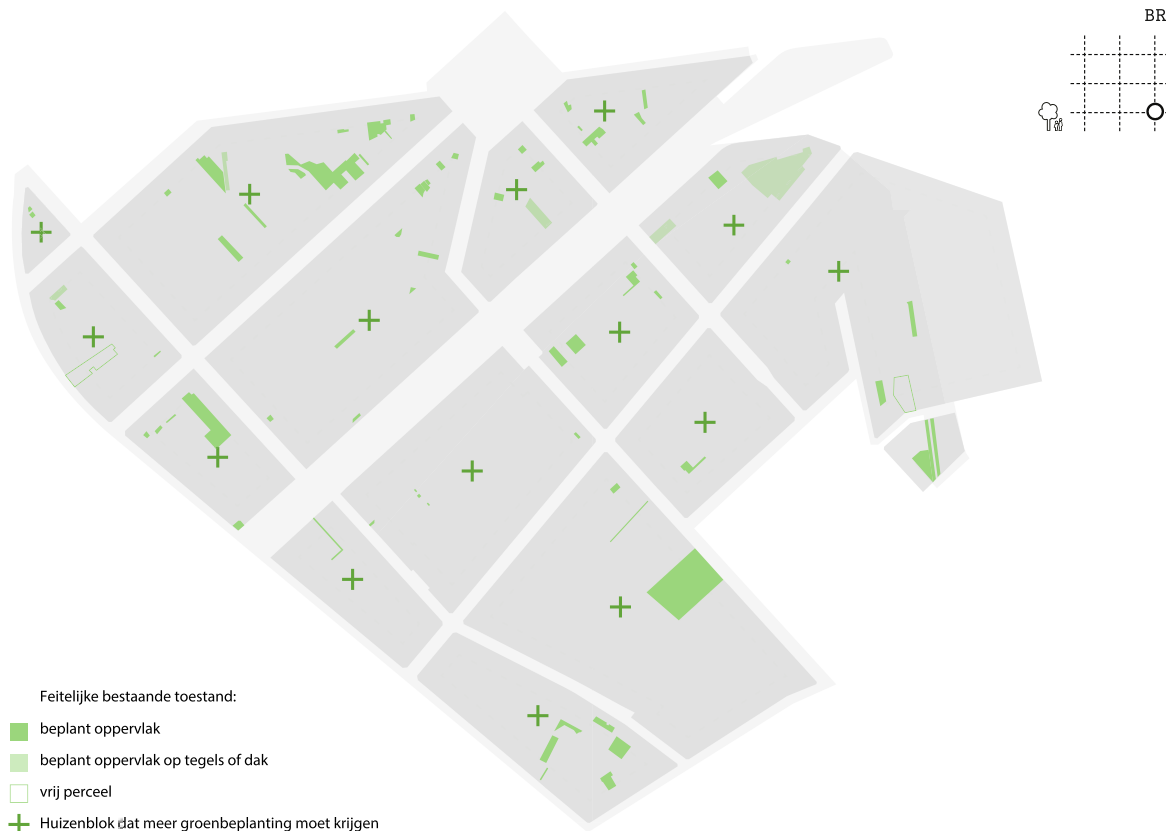 BR
Feitelijke bestaande toestand:
beplant oppervlak
beplant oppervlak op tegels of dak
vrij perceel
Huizenblok dat meer groenbeplanting moet krijgen